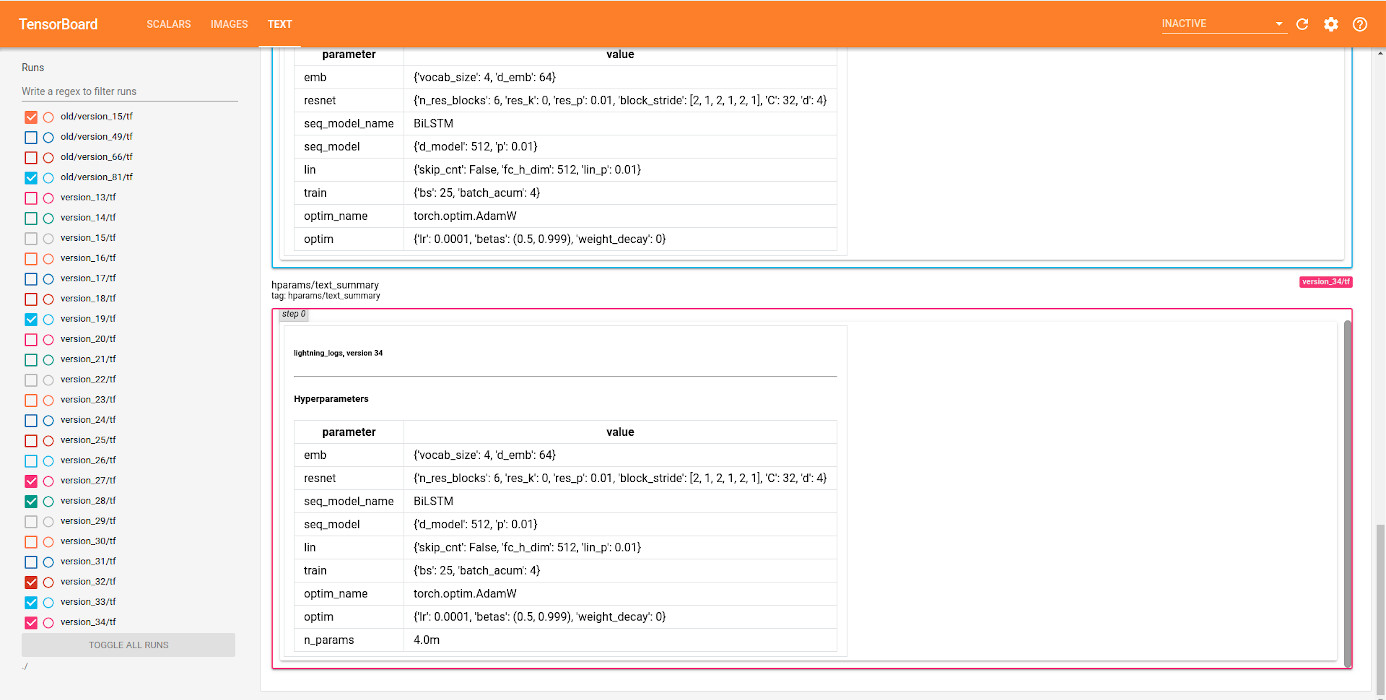 TensorBoard SCALARS IMAGES TEXT INACTIVE
Runs
Write a regex to filter runs
old/version_15/tf
old/version_49/tf
old/version_66/tf
old/version_81/tf
version_13/tf
version_14/tf
version_15/tf
version_16/tf
version_17/tf
version_18/tf
version_19/tf
version_20/tf
version_21/tf
version_22/tf
version_23/tf
version_24/tf
version_25/tf
version_26/tf
version_27/tf
version_28/tf
version_29/tf
version_30/tf
version_31/tf
version_32/tf
version_33/tf
version_34/tf
TOGGLE ALL RUNS
./
parameter value
emb {'vocab_size': 4, 'd_emb': 64}
resnet {'n_res_blocks': 6, 'res_k': 0, 'res_p': 0.01, 'block_stride': [2, 1, 2, 1, 2, 1], 'C': 32, 'd': 4}
seq_model_name BiLSTM
seq_model {'d_model': 512, 'p': 0.01}
lin {'skip_cnt': False, 'fc_h_dim': 512, 'lin_p': 0.01}
train {'bs': 25, 'batch_acum': 4}
optim_name torch.optim.AdamW
optim {'lr': 0.0001, 'betas': (0.5, 0.999), 'weight_decay': 0}
hparams/text_summary version_34/tf
tag: hparams/text_summary
step 0
lightning_logs, version 34
Hyperparameters
parameter value
emb {'vocab_size': 4, 'd_emb': 64}
resnet {'n_res_blocks': 6, 'res_k': 0, 'res_p': 0.01, 'block_stride': [2, 1, 2, 1, 2, 1], 'C': 32, 'd': 4}
seq_model_name BiLSTM
seq_model {'d_model': 512, 'p': 0.01}
lin {'skip_cnt': False, 'fc_h_dim': 512, 'lin_p': 0.01}
train {'bs': 25, 'batch_acum': 4}
optim_name torch.optim.AdamW
optim {'lr': 0.0001, 'betas': (0.5, 0.999), 'weight_decay': 0}
n_params 4.0m